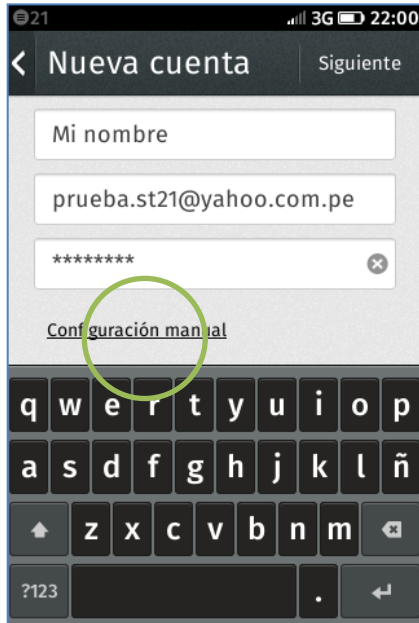 21 3G 22:00
Nueva cuenta Siguiente
Mi nombre
prueba.st21@yahoo.com.pe
********
Configuración manual
q w e r t y u i o p
a s d f g h j k l ñ
z x c v b n m
?123 .